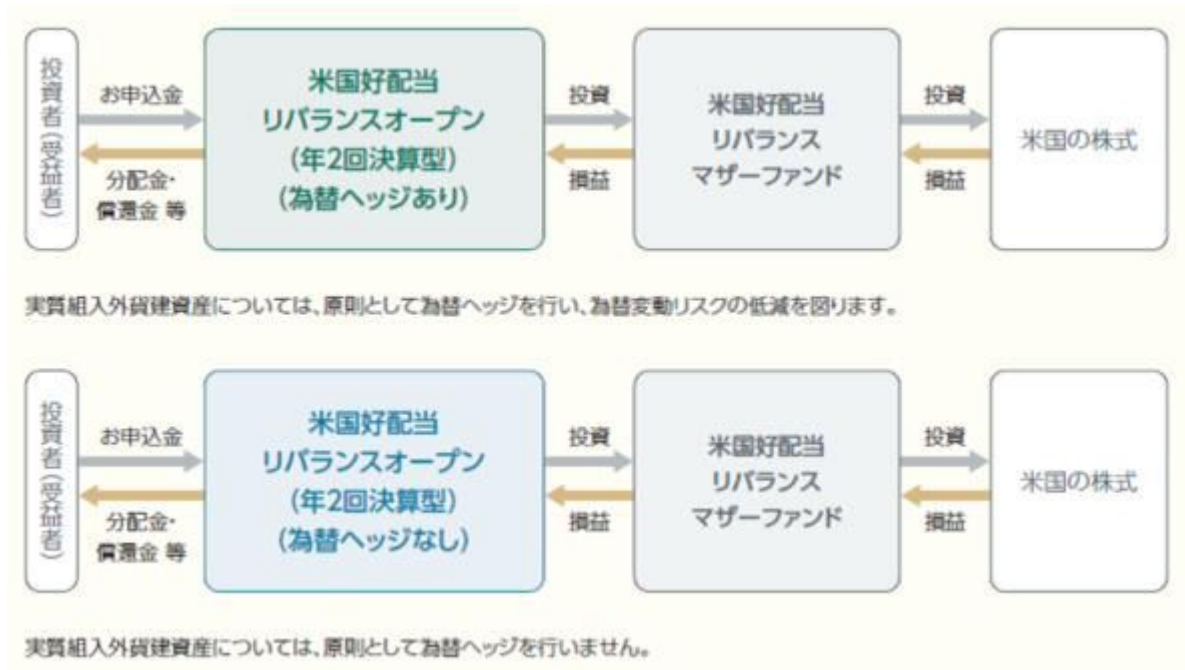 投資者(受益者)
お申込金
分配金・
償還金 等
米国好配当
リバランスオープン
(年2回決算型)
(為替ヘッジあり)
投資
損益
米国好配当
リバランス
マザーファンド
投資
損益
米国の株式
実質組入外貨建資産については、原則として為替ヘッジを行い、為替変動リスクの低減を図ります。
投資者(受益者)
お申込金
分配金・
償還金 等
米国好配当
リバランスオープン
(年2回決算型)
(為替ヘッジなし)
投資
損益
米国好配当
リバランス
マザーファンド
投資
損益
米国の株式
実質組入外貨建資産については、原則として為替ヘッジを行いません。